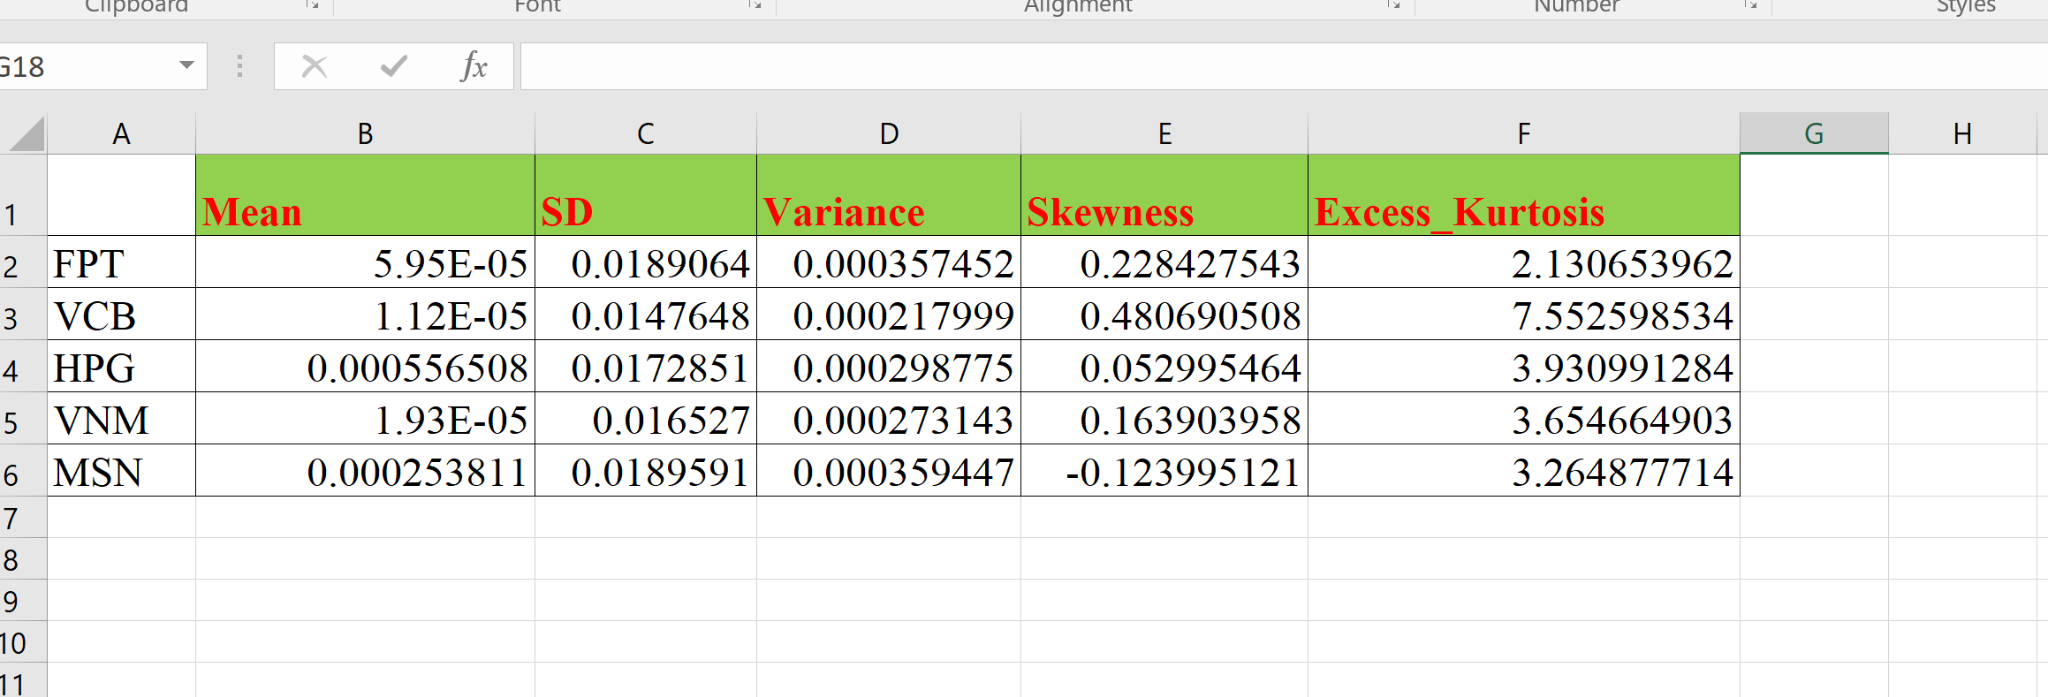 Clipboard Font Alignment Number Styles
G18 fx
A B C D E F G H
1 Mean SD Variance Skewness Excess_Kurtosis
2 FPT 5.95E-05 0.0189064 0.000357452 0.228427543 2.130653962
3 VCB 1.12E-05 0.0147648 0.000217999 0.480690508 7.552598534
4 HPG 0.000556508 0.0172851 0.000298775 0.052995464 3.930991284
5 VNM 1.93E-05 0.016527 0.000273143 0.163903958 3.654664903
6 MSN 0.000253811 0.0189591 0.000359447 -0.123995121 3.264877714
7
8
9
10
11